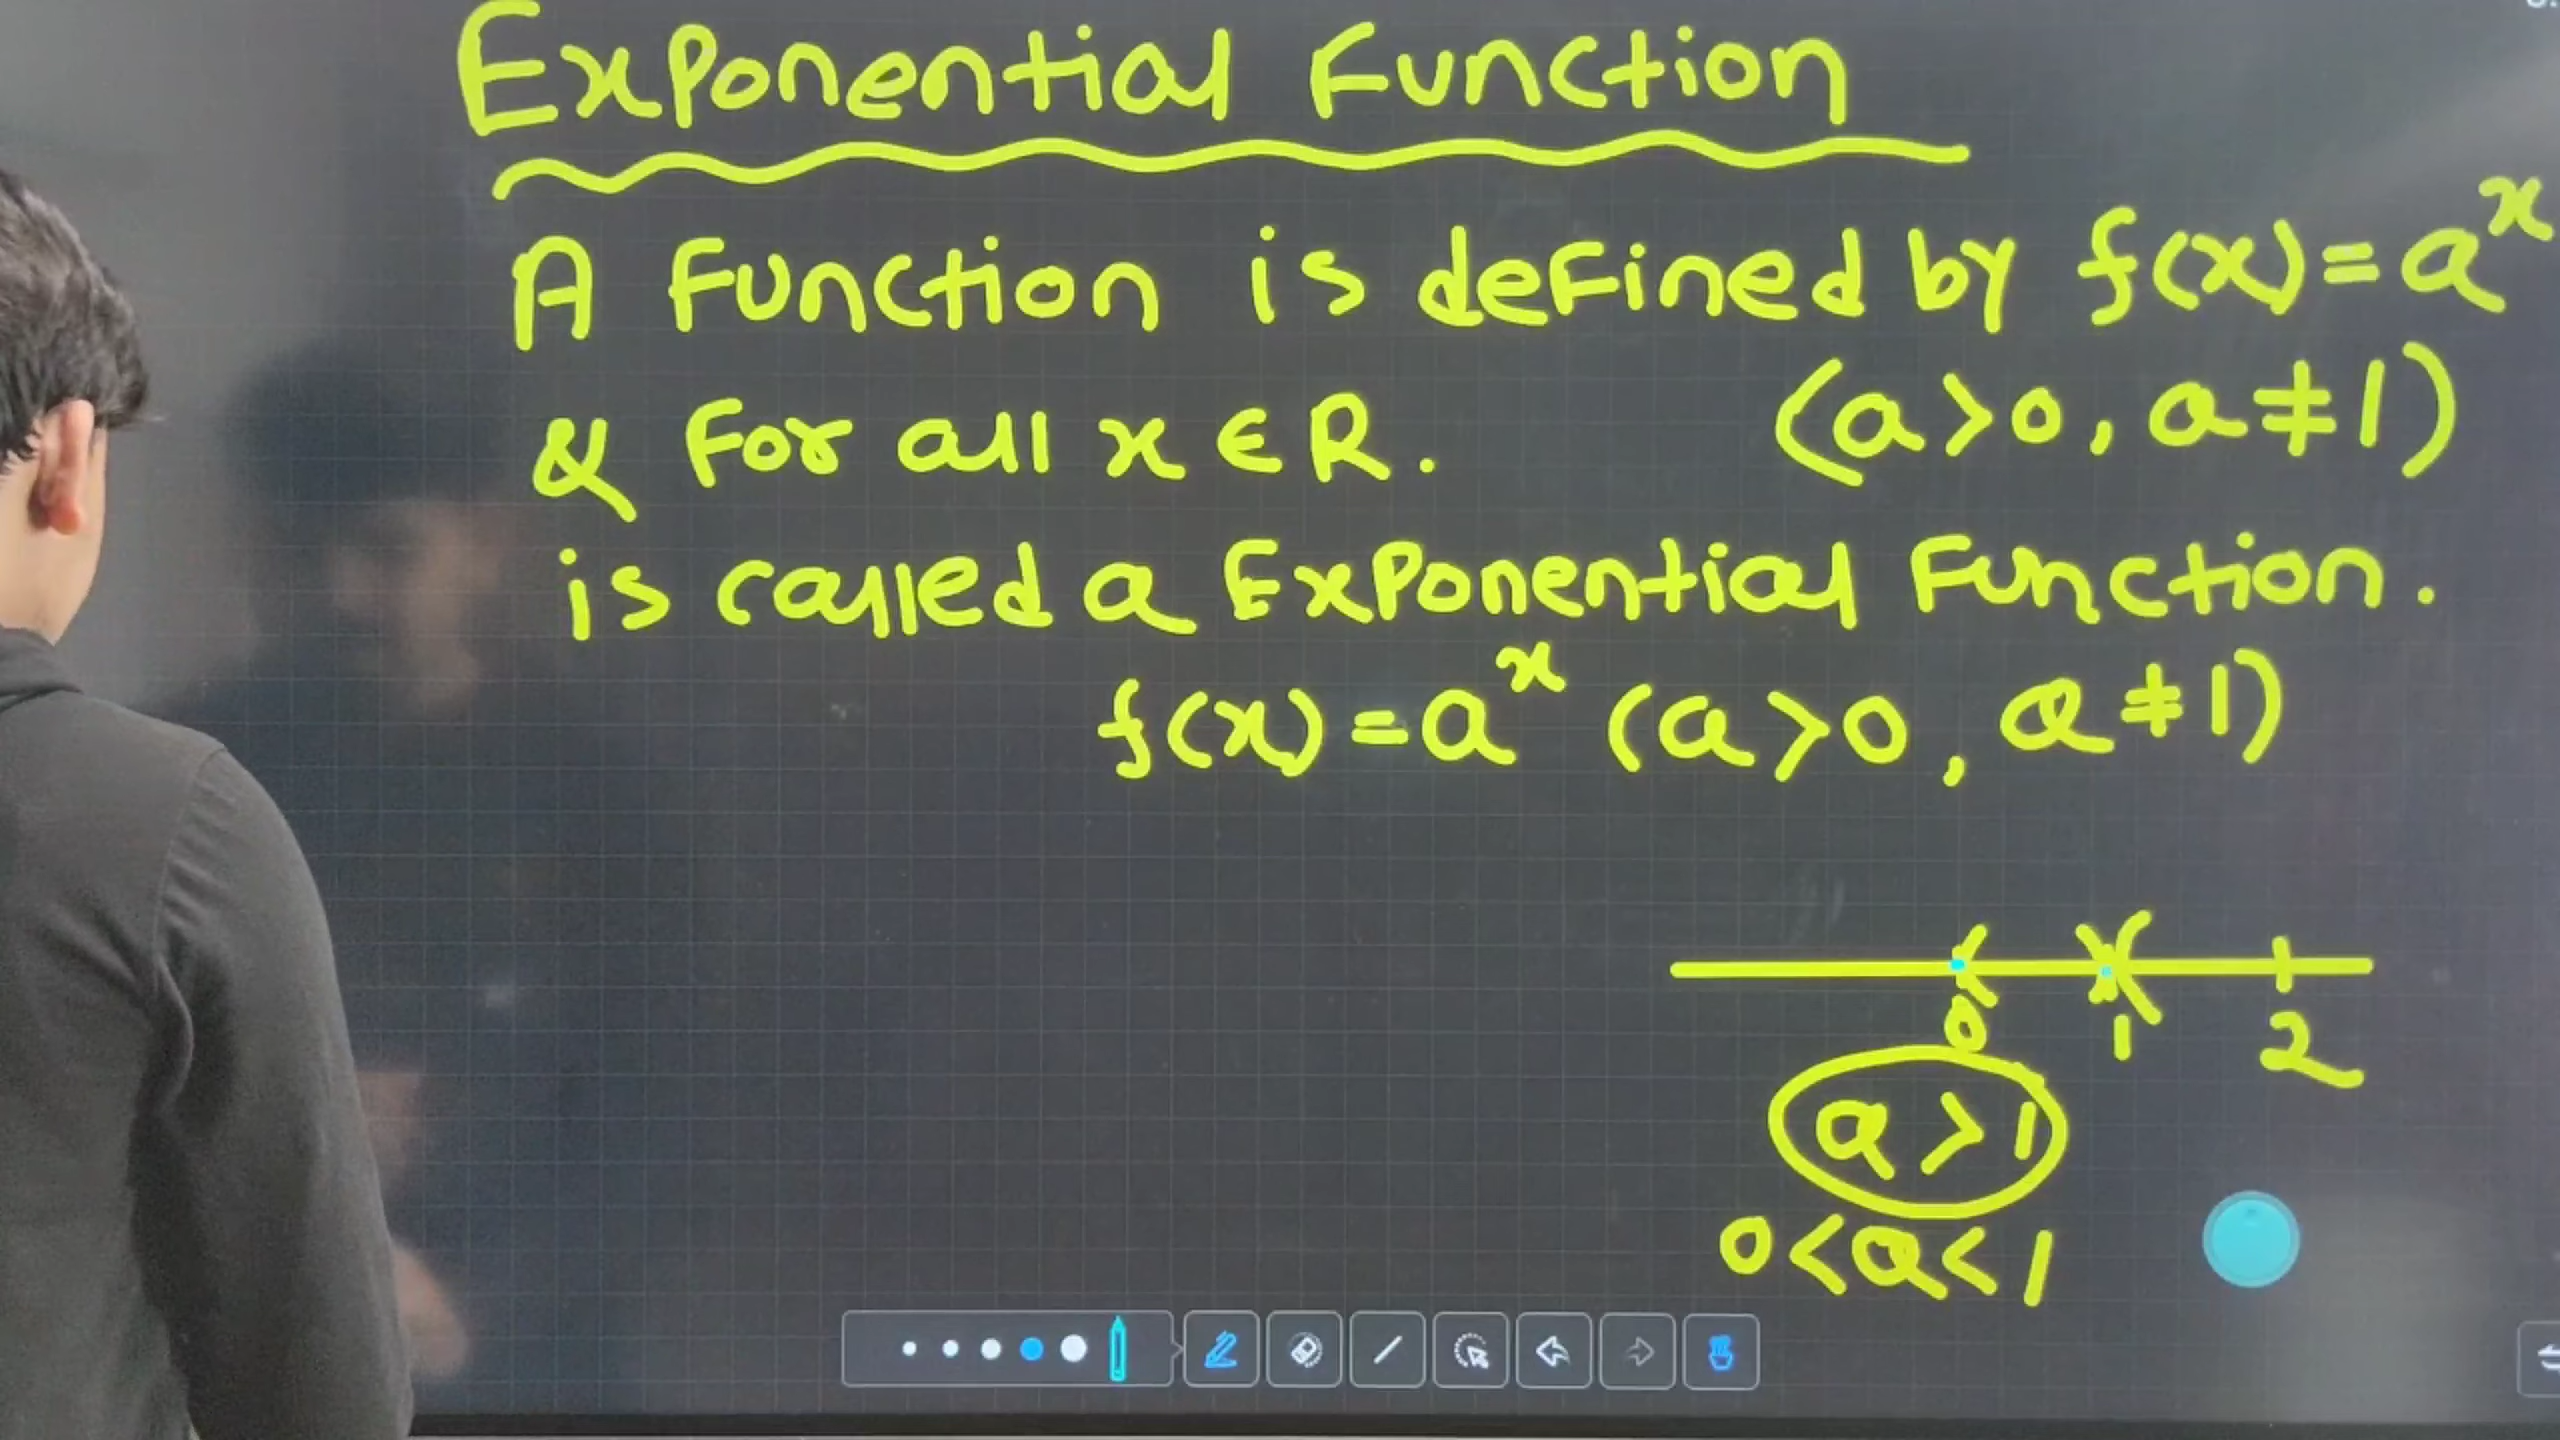 Exponential Function
A Function is defined by f(x)=a^x
& For all x ∈ R. (a>0, a≠1)
is called a Exponential Function.
f(x)=a^x (a>0, a≠1)
0 1 2
a>1
0<a<1